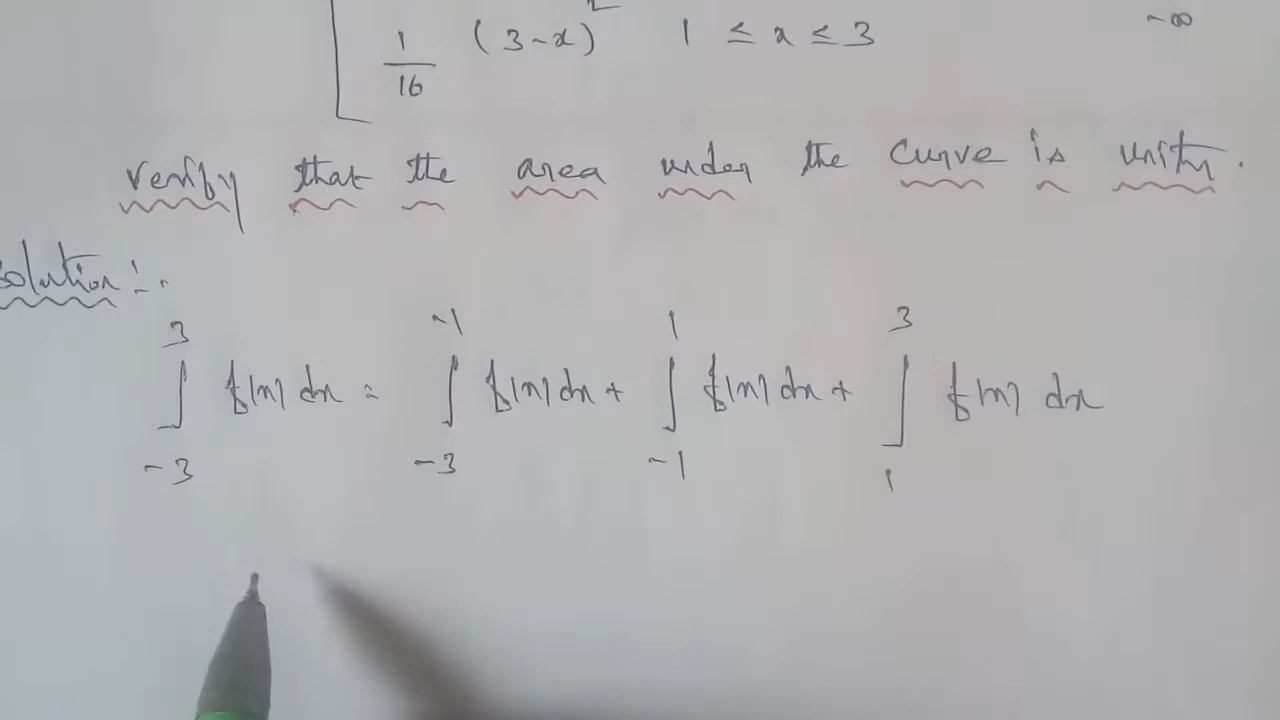 1/16 (3-x)² 1 ≤ x ≤ 3 -∞
verify that the area under the curve is unity.
Solution:-
∫_{-3}^{3} f(x) dx = ∫_{-3}^{-1} f(x) dx + ∫_{-1}^{1} f(x) dx + ∫_{1}^{3} f(x) dx